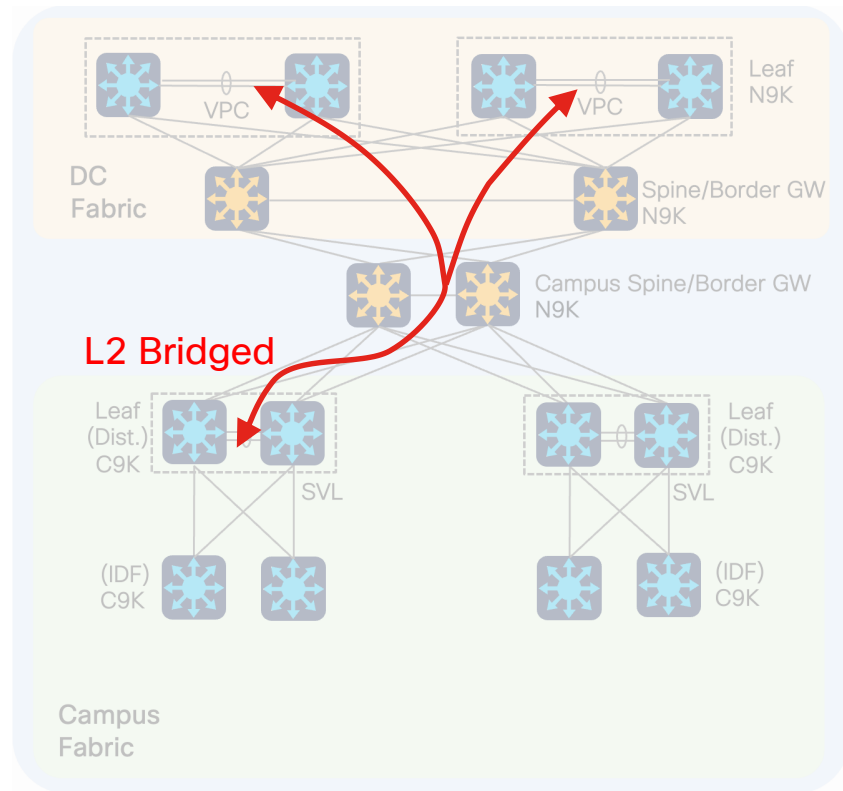 Leaf
N9K
VPC
VPC
DC
Fabric
Spine/Border GW
N9K
Campus Spine/Border GW
N9K
L2 Bridged
Leaf
(Dist.)
C9K
Leaf
(Dist.)
C9K
SVL
SVL
(IDF)
C9K
(IDF)
C9K
Campus
Fabric